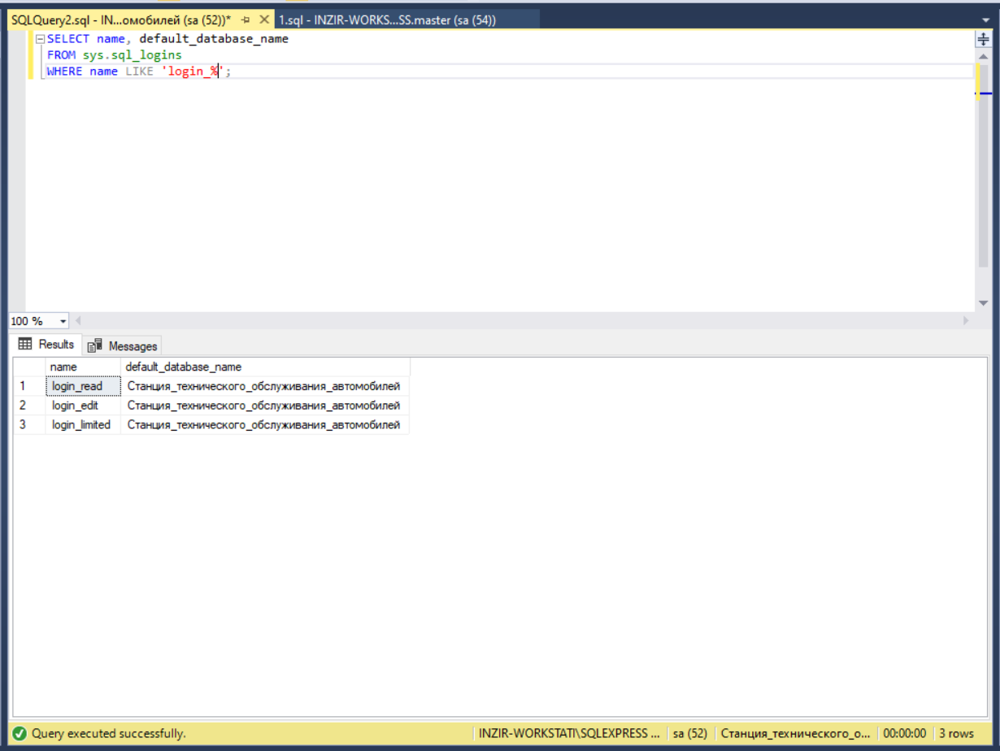 SQLQuery2.sql - IN...омобилей (sa (52))* 1.sql - INZIR-WORKS...SS.master (sa (54))
SELECT name, default_database_name
FROM sys.sql_logins
WHERE name LIKE 'login_%';
100 %
Results Messages
name default_database_name
1 login_read Станция_технического_обслуживания_автомобилей
2 login_edit Станция_технического_обслуживания_автомобилей
3 login_limited Станция_технического_обслуживания_автомобилей
Query executed successfully. INZIR-WORKSTATI\SQLEXPRESS ... sa (52) Станция_технического_о... 00:00:00 3 rows